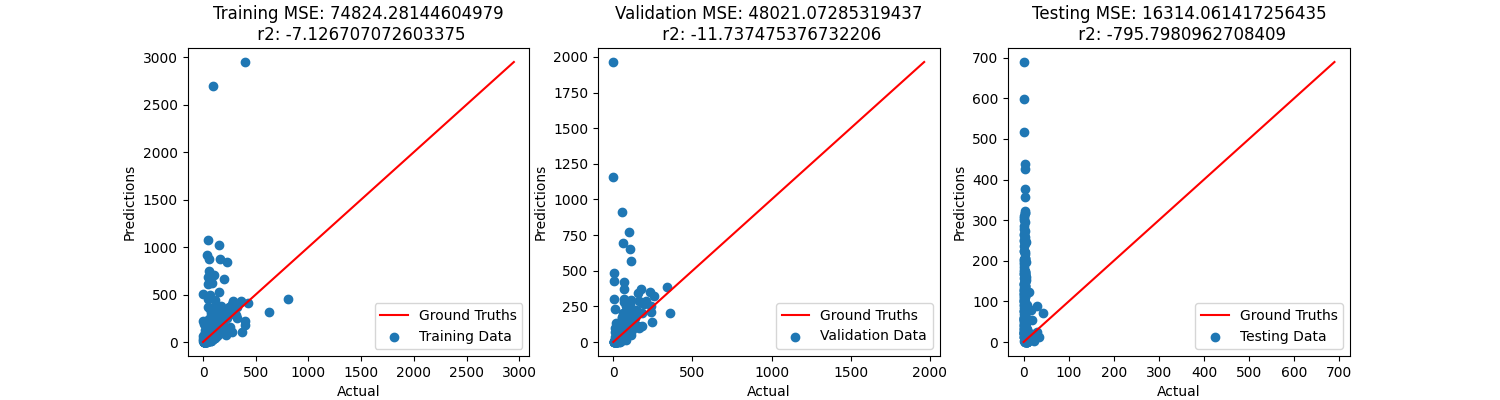 Training MSE: 74824.28144604979
r2: -7.126707072603375
3000
2500
2000
1500
1000
500
0
Predictions
0
500
1000
1500
2000
2500
3000
Actual
Ground Truths
Training Data
Validation MSE: 48021.07285319437
r2: -11.737475376732206
2000
1750
1500
1250
1000
750
500
250
0
Predictions
0
500
1000
1500
2000
Actual
Ground Truths
Validation Data
Testing MSE: 16314.061417256435
r2: -795.7980962708409
700
600
500
400
300
200
100
0
Predictions
0
100
200
300
400
500
600
700
Actual
Ground Truths
Testing Data